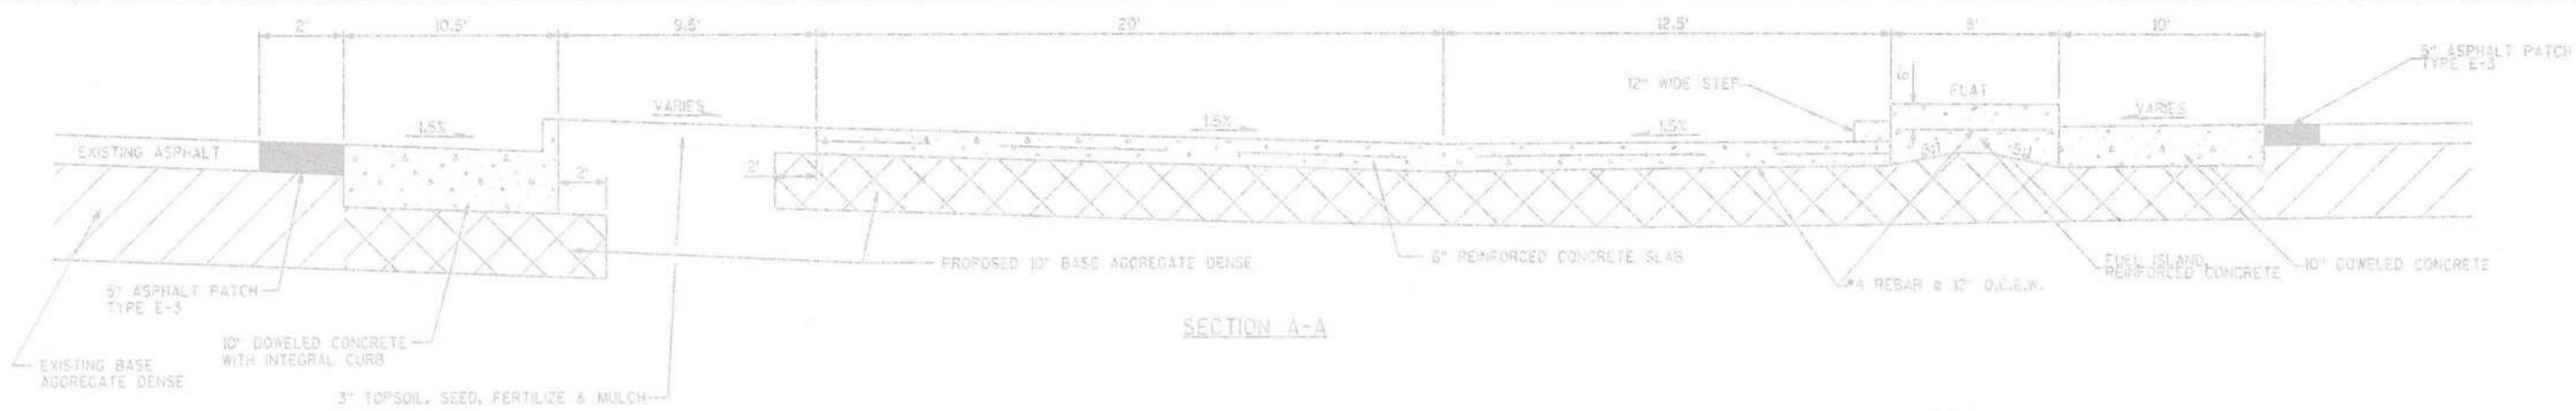 2'
10.5'
9.5'
20'
12.5'
8'
10'
5" ASPHALT PATCH
TYPE E-3
12" WIDE STEP
6"
FLAT
VARIES
VARIES
1.5%
1.5%
1.5%
EXISTING ASPHALT
2'
2'
PROPOSED 10" BASE AGGREGATE DENSE
6" REINFORCED CONCRETE SLAB
FUEL ISLAND,
REINFORCED CONCRETE
10" DOWELED CONCRETE
#4 REBAR @ 12" O.C.E.W.
5" ASPHALT PATCH
TYPE E-3
SECTION A-A
10" DOWELED CONCRETE
WITH INTEGRAL CURB
EXISTING BASE
AGGREGATE DENSE
3" TOPSOIL, SEED, FERTILIZE & MULCH